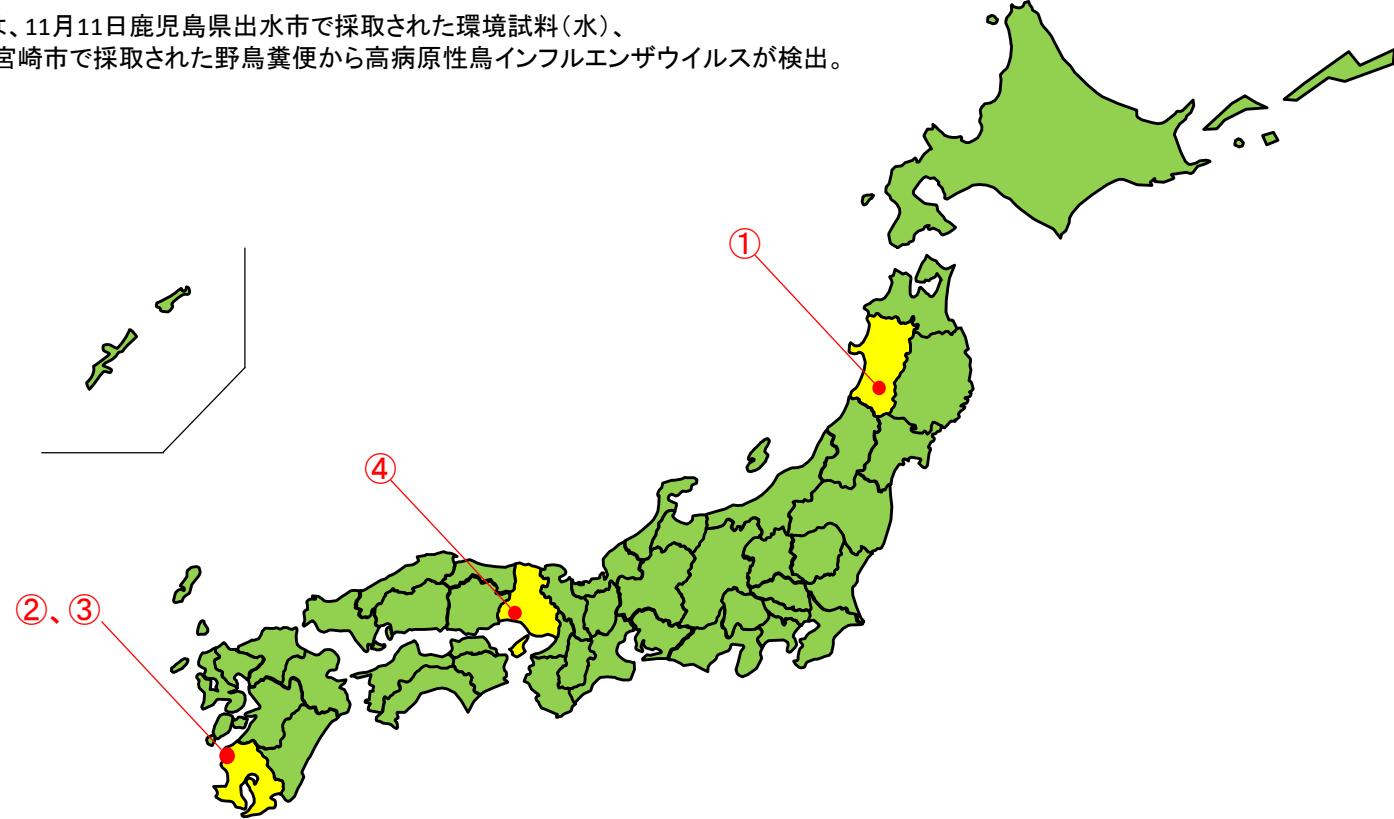 は、11月11日鹿児島県出水市で採取された環境試料(水)、
宮崎市で採取された野鳥糞便から高病原性鳥インフルエンザウイルスが検出。
①
④
②、③